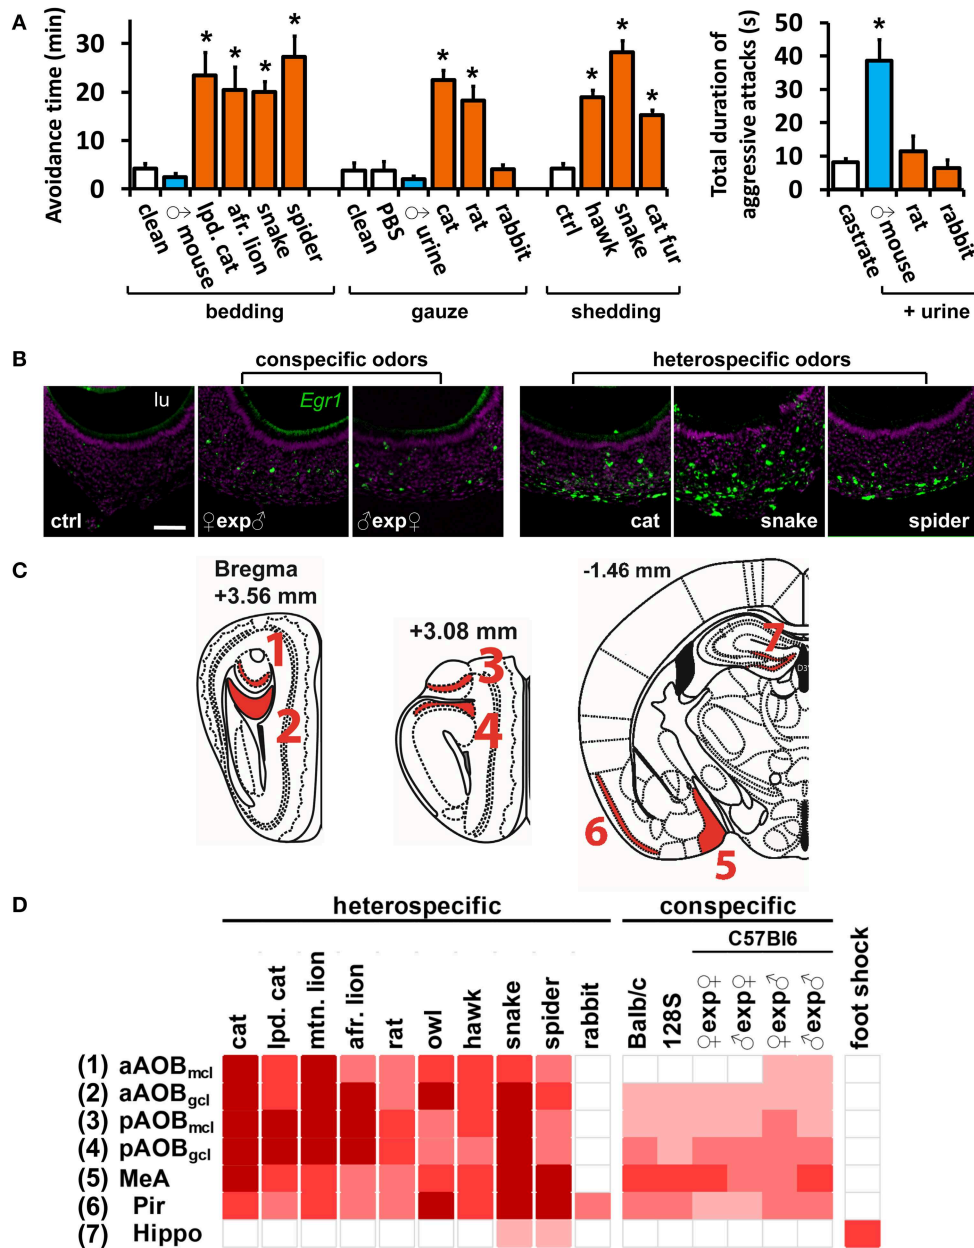 A
Avoidance time (min)
30
20
10
0
clean
♂ mouse
lpd. cat
afr. lion
snake
spider
clean
PBS
♂ urine
cat
rat
rabbit
ctrl
hawk
snake
cat fur
bedding
gauze
shedding
* * * * * * * * *
Total duration of
aggressive attacks (s)
50
40
30
20
10
0
*
castrate
♂ mouse
rat
rabbit
+ urine
B
conspecific odors
heterospecific odors
lu
Egr1
ctrl
♀exp♂
♂exp♀
cat
snake
spider
C
Bregma
+3.56 mm
+3.08 mm
-1.46 mm
1
2
3
4
5
6
7
D3V
D
heterospecific
conspecific
C57Bl6
cat
lpd. cat
mtn. lion
afr. lion
rat
owl
hawk
snake
spider
rabbit
Balb/c
128S
♀exp♀
♂exp♀
♀exp♂
♂exp♂
foot shock
(1) aAOBmcl
(2) aAOBgcl
(3) pAOBmcl
(4) pAOBgcl
(5) MeA
(6) Pir
(7) Hippo